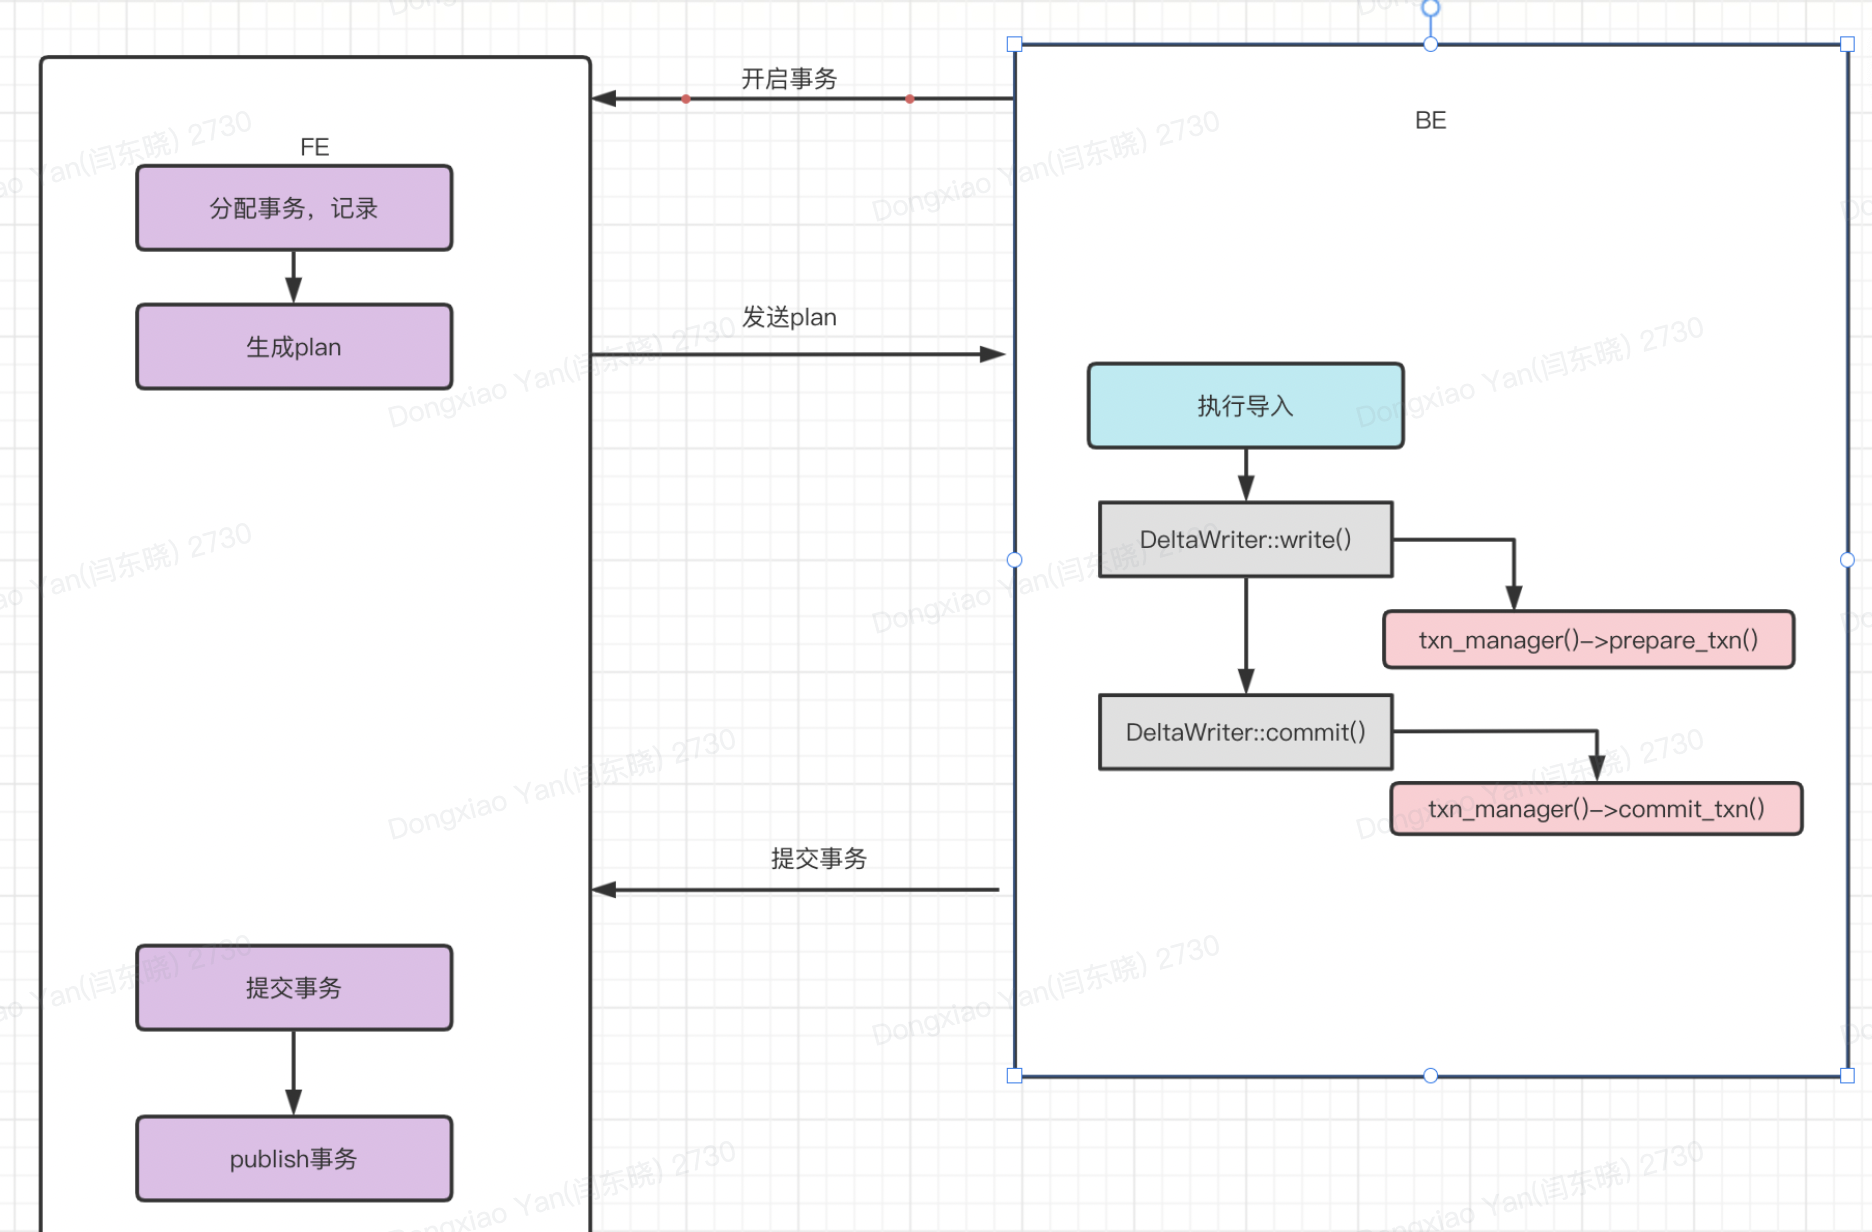 FE
分配事务，记录
生成plan
提交事务
publish事务
开启事务
发送plan
提交事务
BE
执行导入
DeltaWriter::write()
txn_manager()->prepare_txn()
DeltaWriter::commit()
txn_manager()->commit_txn()
Dongxiao Yan(闫东晓) 2730